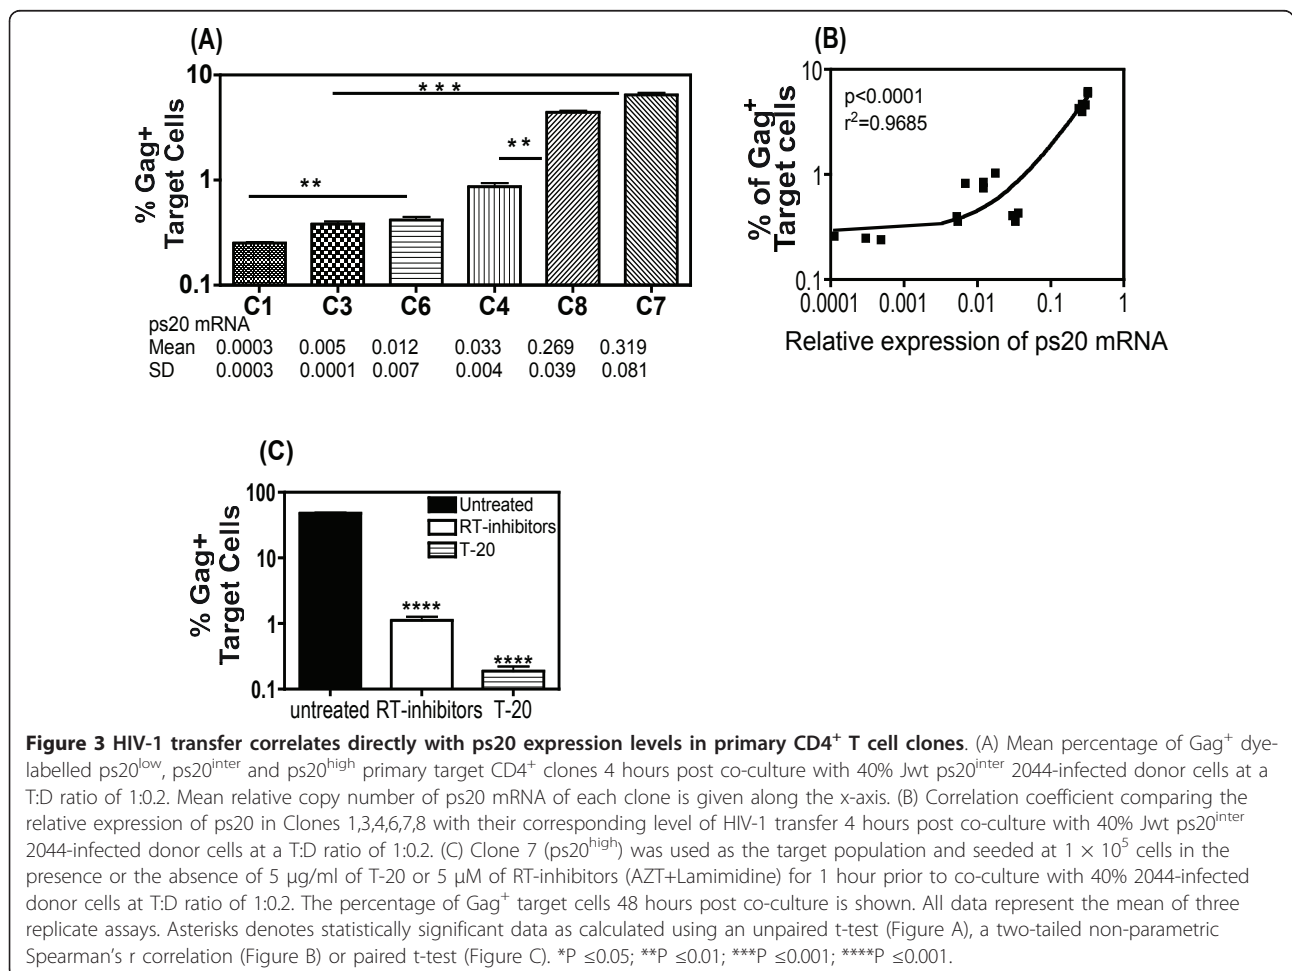 (A)
10
1
0.1
% Gag+
Target Cells
***
**
**
C1 C3 C6 C4 C8 C7
ps20 mRNA
Mean 0.0003 0.005 0.012 0.033 0.269 0.319
SD 0.0003 0.0001 0.007 0.004 0.039 0.081
(B)
10
1
0.1
% of Gag+
Target cells
p<0.0001
r2=0.9685
0.0001 0.001 0.01 0.1 1
Relative expression of ps20 mRNA
(C)
100
10
1
0.1
% Gag+
Target Cells
Untreated
RT-inhibitors
T-20
****
****
untreated RT-inhibitors T-20
Figure 3 HIV-1 transfer correlates directly with ps20 expression levels in primary CD4+ T cell clones. (A) Mean percentage of Gag+ dye-
labelled ps20low, ps20inter and ps20high primary target CD4+ clones 4 hours post co-culture with 40% Jwt ps20inter 2044-infected donor cells at a
T:D ratio of 1:0.2. Mean relative copy number of ps20 mRNA of each clone is given along the x-axis. (B) Correlation coefficient comparing the
relative expression of ps20 in Clones 1,3,4,6,7,8 with their corresponding level of HIV-1 transfer 4 hours post co-culture with 40% Jwt ps20inter
2044-infected donor cells at a T:D ratio of 1:0.2. (C) Clone 7 (ps20high) was used as the target population and seeded at 1 × 105 cells in the
presence or the absence of 5 μg/ml of T-20 or 5 μM of RT-inhibitors (AZT+Lamimidine) for 1 hour prior to co-culture with 40% 2044-infected
donor cells at T:D ratio of 1:0.2. The percentage of Gag+ target cells 48 hours post co-culture is shown. All data represent the mean of three
replicate assays. Asterisks denotes statistically significant data as calculated using an unpaired t-test (Figure A), a two-tailed non-parametric
Spearman's r correlation (Figure B) or paired t-test (Figure C). *P ≤0.05; **P ≤0.01; ***P ≤0.001; ****P ≤0.001.